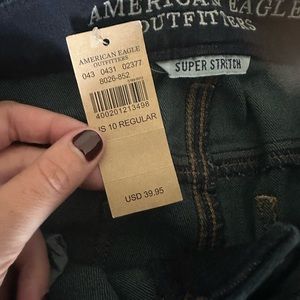 AMERICAN EAGLE
OUTFITTERS
AMERICAN EAGLE
OUTFITTERS
043 0431 02377
8026-852
400201213498
IS 10 REGULAR
USD 39.95
SUPER STRETCH